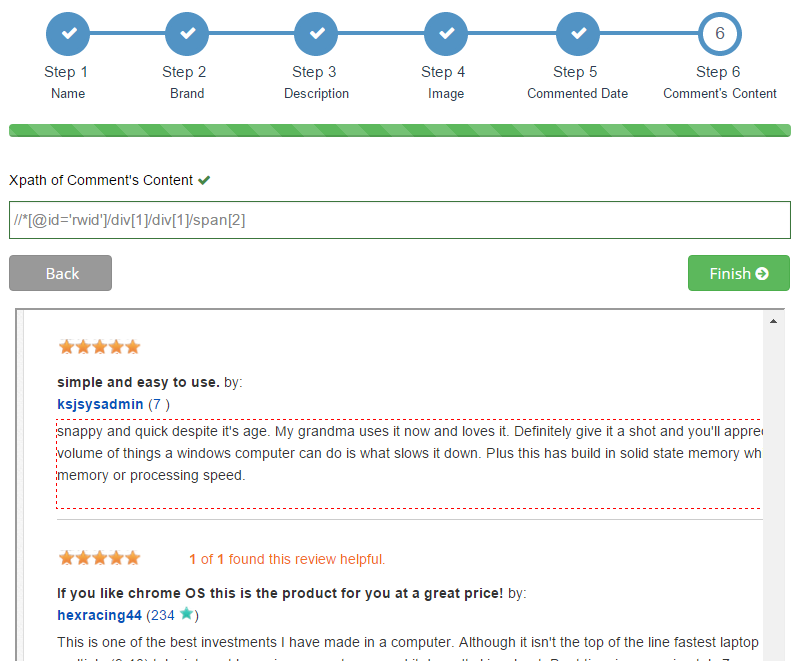 6
Step 1
Step 2
Step 3
Step 4
Step 5
Step 6
Name
Brand
Description
Image
Commented Date
Comment's Content
Xpath of Comment's Content
//*[@id='rwid']/div[1]/div[1]/span[2]
Back
Finish
simple and easy to use. by:
ksjsysadmin (7 )
snappy and quick despite it's age. My grandma uses it now and loves it. Definitely give it a shot and you'll appre
volume of things a windows computer can do is what slows it down. Plus this has build in solid state memory wh
memory or processing speed.
1 of 1 found this review helpful.
If you like chrome OS this is the product for you at a great price! by:
hexracing44 (234 )
This is one of the best investments I have made in a computer. Although it isn't the top of the line fastest laptop